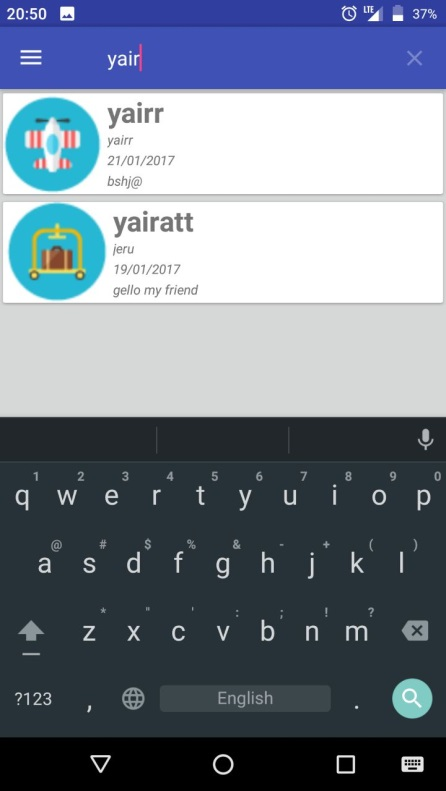 20:50 LTE 37%
yair
yairr
yairr
21/01/2017
bshj@
yairatt
jeru
19/01/2017
gello my friend
1 2 3 4 5 6 7 8 9 0
q w e r t y u i o p
@ # $ % & - + ( )
a s d f g h j k l
* " ' : ; ! ?
z x c v b n m
?123 , English .